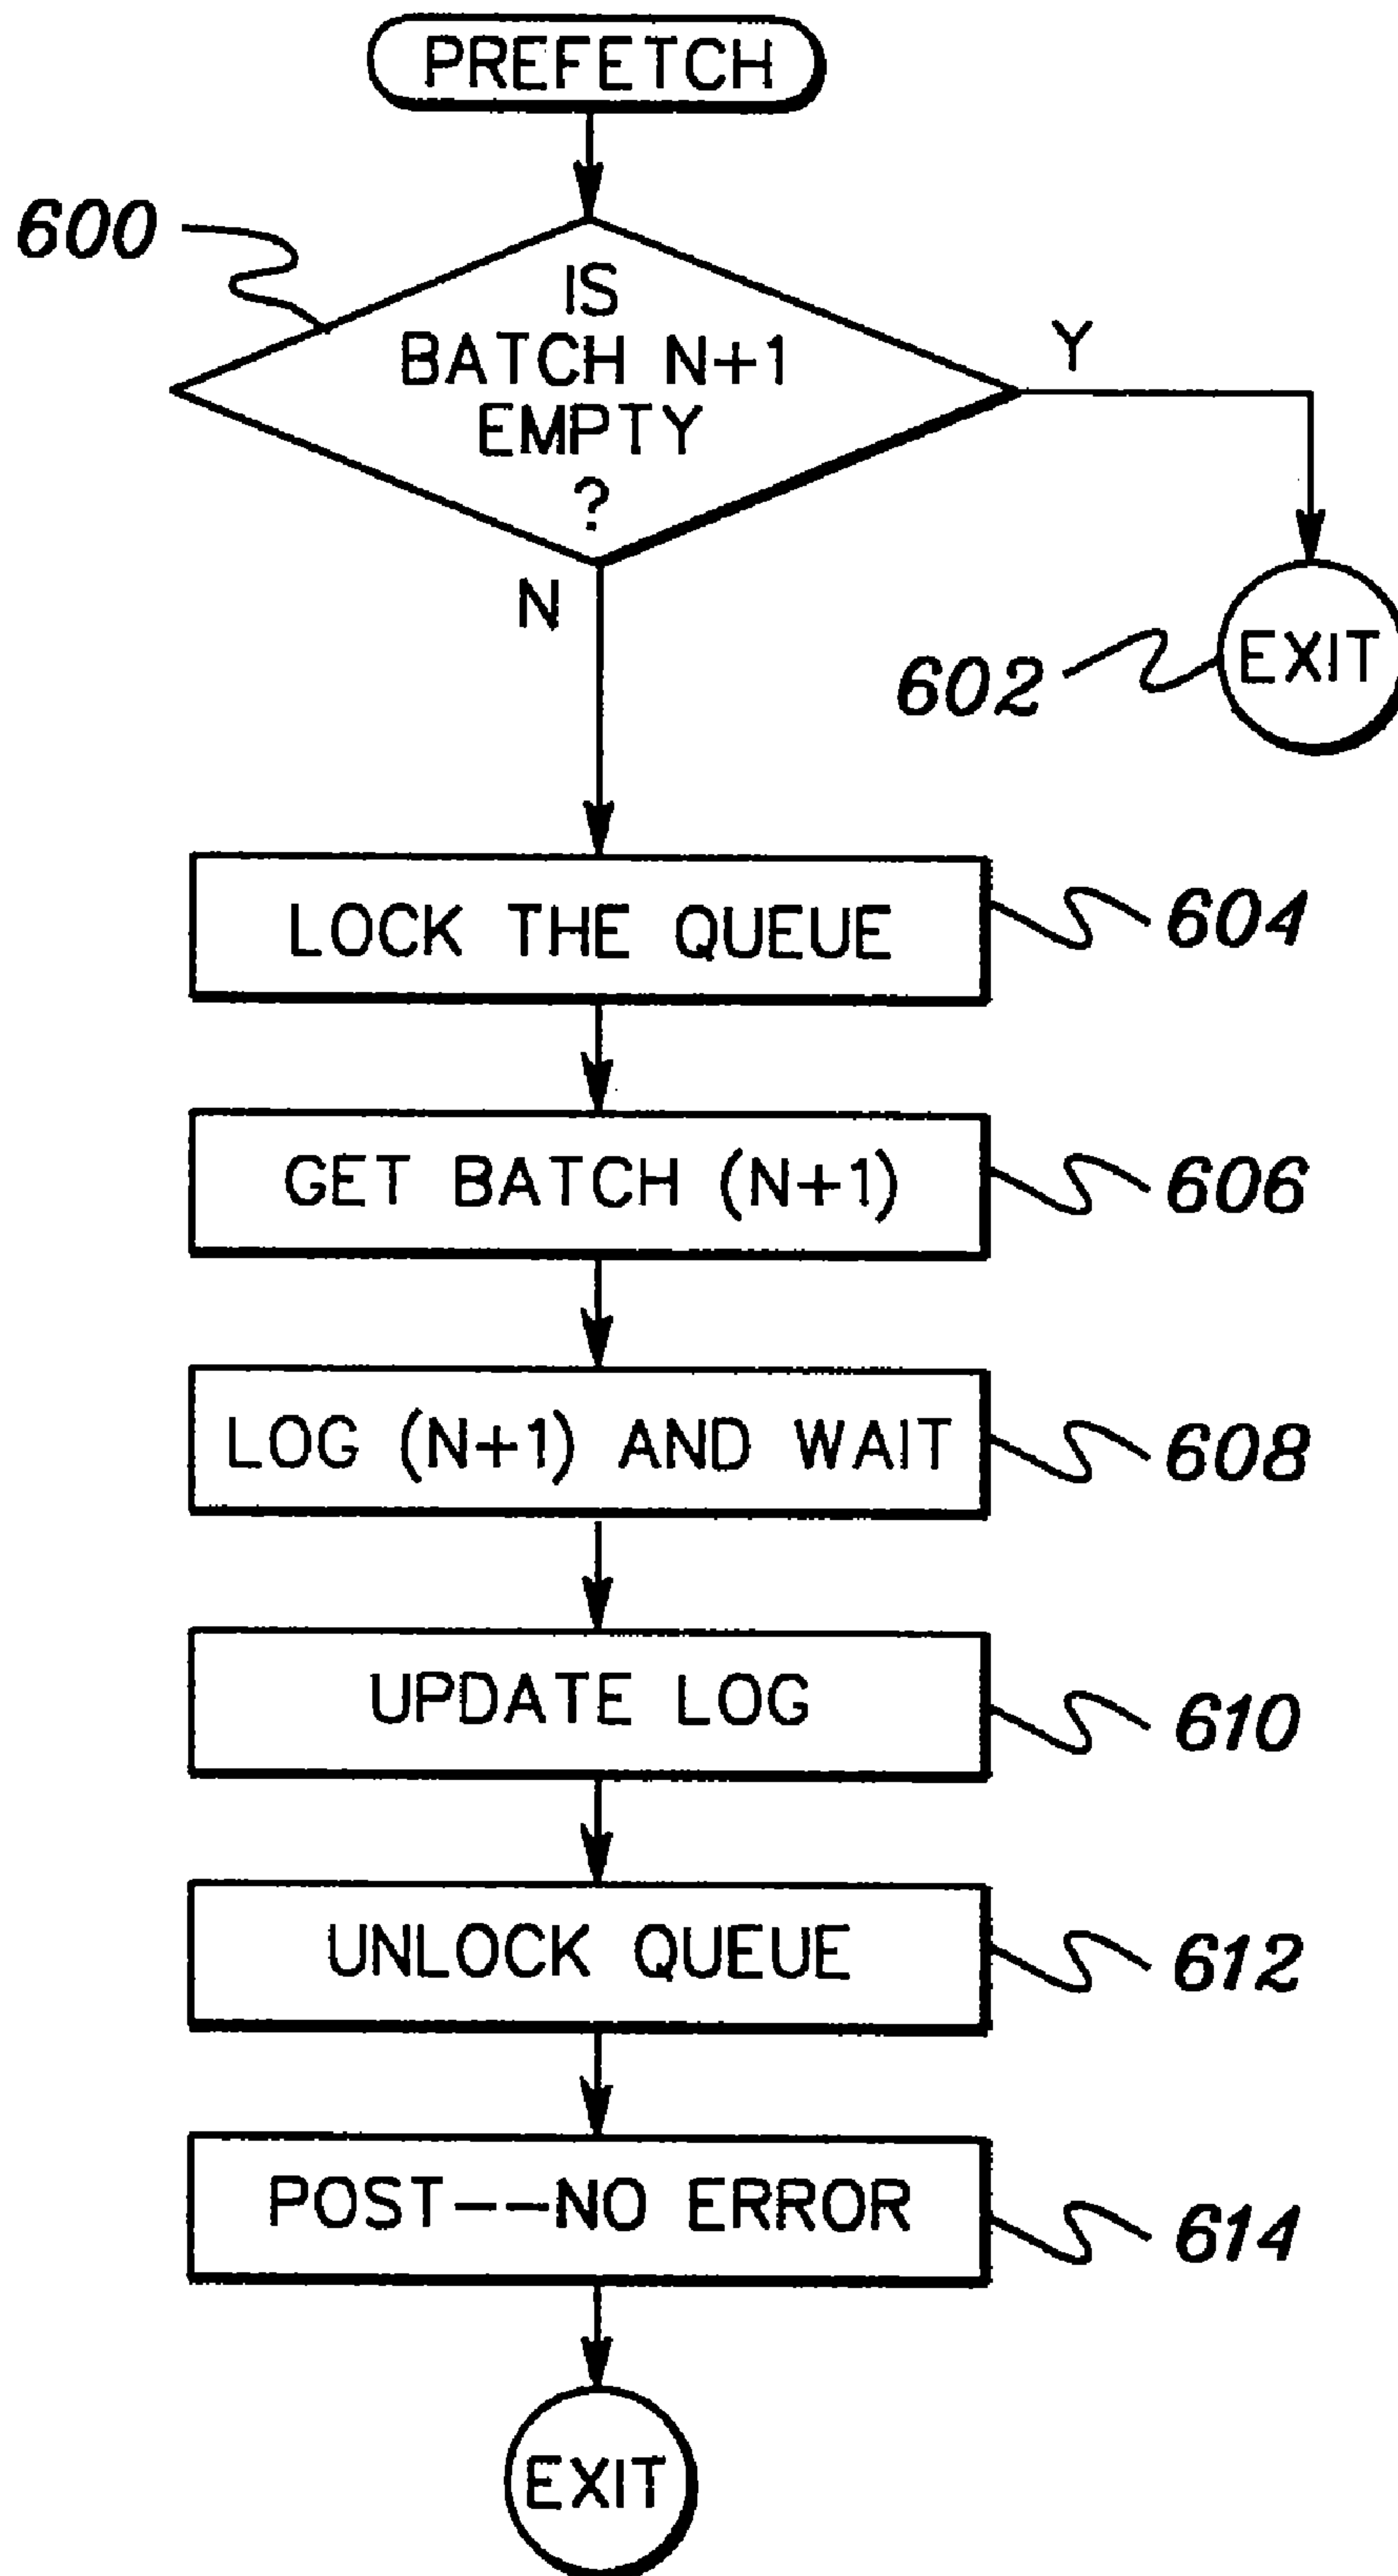 PREFETCH
600
IS
BATCH N+1
EMPTY
?
Y
N
602
EXIT
LOCK THE QUEUE
604
GET BATCH (N+1)
606
LOG (N+1) AND WAIT
608
UPDATE LOG
610
UNLOCK QUEUE
612
POST--NO ERROR
614
EXIT